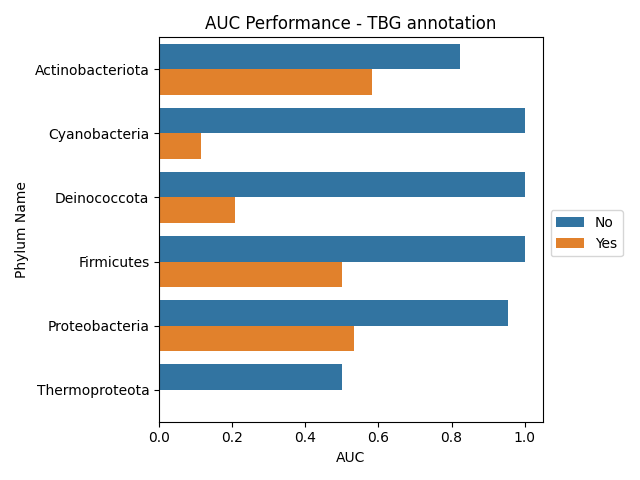 AUC Performance - TBG annotation
Phylum Name
Actinobacteriota
Cyanobacteria
Deinococcota
Firmicutes
Proteobacteria
Thermoproteota
0.0 0.2 0.4 0.6 0.8 1.0
AUC
No
Yes